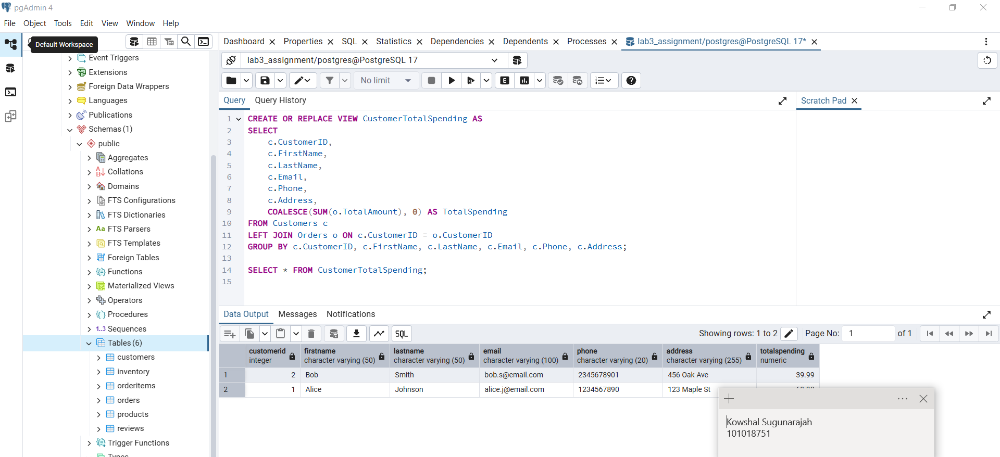 pgAdmin 4
File Object Tools Edit View Window Help
Default Workspace
Dashboard Properties SQL Statistics Dependencies Dependents Processes lab3_assignment/postgres@PostgreSQL 17*
lab3_assignment/postgres@PostgreSQL 17
No limit
E
Event Triggers
Extensions
Foreign Data Wrappers
Languages
Publications
Schemas (1)
public
Aggregates
Collations
Domains
FTS Configurations
FTS Dictionaries
Aa FTS Parsers
FTS Templates
Foreign Tables
Functions
Materialized Views
Operators
Procedures
1..3 Sequences
Tables (6)
customers
inventory
orderitems
orders
products
reviews
Trigger Functions
Types
Query Query History
Scratch Pad
1 CREATE OR REPLACE VIEW CustomerTotalSpending AS
2 SELECT
3 c.CustomerID,
4 c.FirstName,
5 c.LastName,
6 c.Email,
7 c.Phone,
8 c.Address,
9 COALESCE(SUM(o.TotalAmount), 0) AS TotalSpending
10 FROM Customers c
11 LEFT JOIN Orders o ON c.CustomerID = o.CustomerID
12 GROUP BY c.CustomerID, c.FirstName, c.LastName, c.Email, c.Phone, c.Address;
13
14 SELECT * FROM CustomerTotalSpending;
15
Data Output Messages Notifications
SQL
Showing rows: 1 to 2 Page No: 1 of 1
customerid firstname lastname email phone address totalspending
integer character varying (50) character varying (50) character varying (100) character varying (20) character varying (255) numeric
1 2 Bob Smith bob.s@email.com 2345678901 456 Oak Ave 39.99
2 1 Alice Johnson alice.j@email.com 1234567890 123 Maple St
Kowshal Sugunarajah
101018751